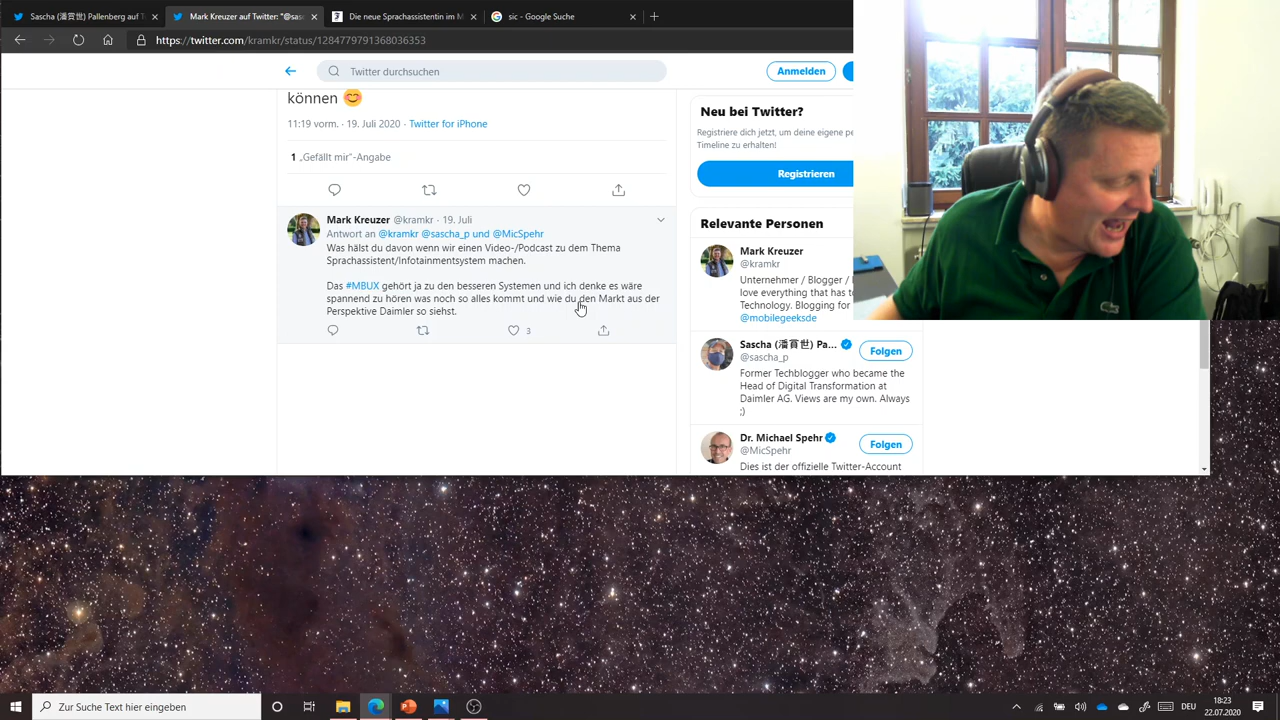 Sascha (潘賞世) Pallenberg auf T
Mark Kreuzer auf Twitter: "@sas
Die neue Sprachassistentin im M
sic - Google Suche
https://twitter.com/kramkr/status/1284779791368036353
Twitter durchsuchen
Anmelden
können 😊
11:19 vorm. · 19. Juli 2020 · Twitter for iPhone
1 „Gefällt mir"-Angabe
Mark Kreuzer @kramkr · 19. Juli
Antwort an @kramkr @sascha_p und @MicSpehr
Was hälst du davon wenn wir einen Video-/Podcast zu dem Thema
Sprachassistent/Infotainmentsystem machen.
Das #MBUX gehört ja zu den besseren Systemen und ich denke es wäre
spannend zu hören was noch so alles kommt und wie du den Markt aus der
Perspektive Daimler so siehst.
3
Neu bei Twitter?
Registriere dich jetzt, um deine eigene pe
Timeline zu erhalten!
Registrieren
Relevante Personen
Mark Kreuzer
@kramkr
Unternehmer / Blogger /
love everything that has t
Technology. Blogging for
@mobilegeeksde
Sascha (潘賞世) Pa...
@sascha_p
Folgen
Former Techblogger who became the
Head of Digital Transformation at
Daimler AG. Views are my own. Always
;)
Dr. Michael Spehr
@MicSpehr
Folgen
Dies ist der offizielle Twitter-Account
Zur Suche Text hier eingeben
DEU
18:23
22.07.2020